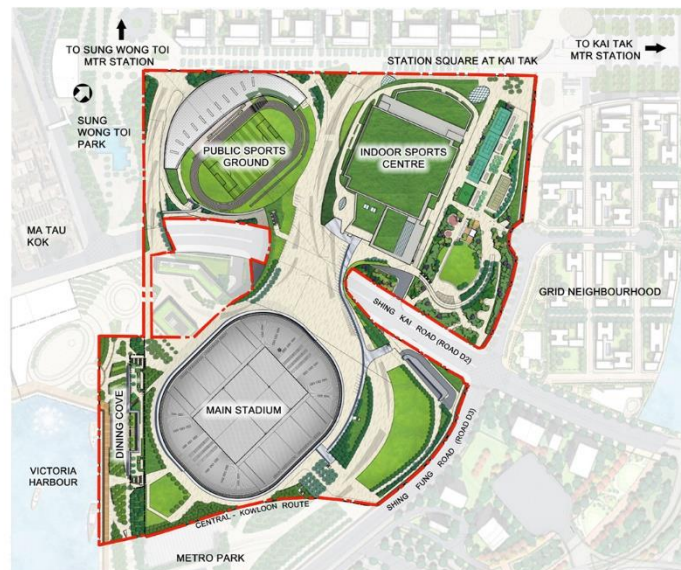 TO SUNG WONG TOI
MTR STATION
TO KAI TAK
MTR STATION
STATION SQUARE AT KAI TAK
SUNG
WONG TOI
PARK
PUBLIC SPORTS
GROUND
INDOOR SPORTS
CENTRE
MA TAU
KOK
GRID NEIGHBOURHOOD
SHING KAI ROAD (ROAD D2)
DINING COVE
MAIN STADIUM
VICTORIA
HARBOUR
SHING FUNG ROAD (ROAD D3)
CENTRAL - KOWLOON ROUTE
METRO PARK